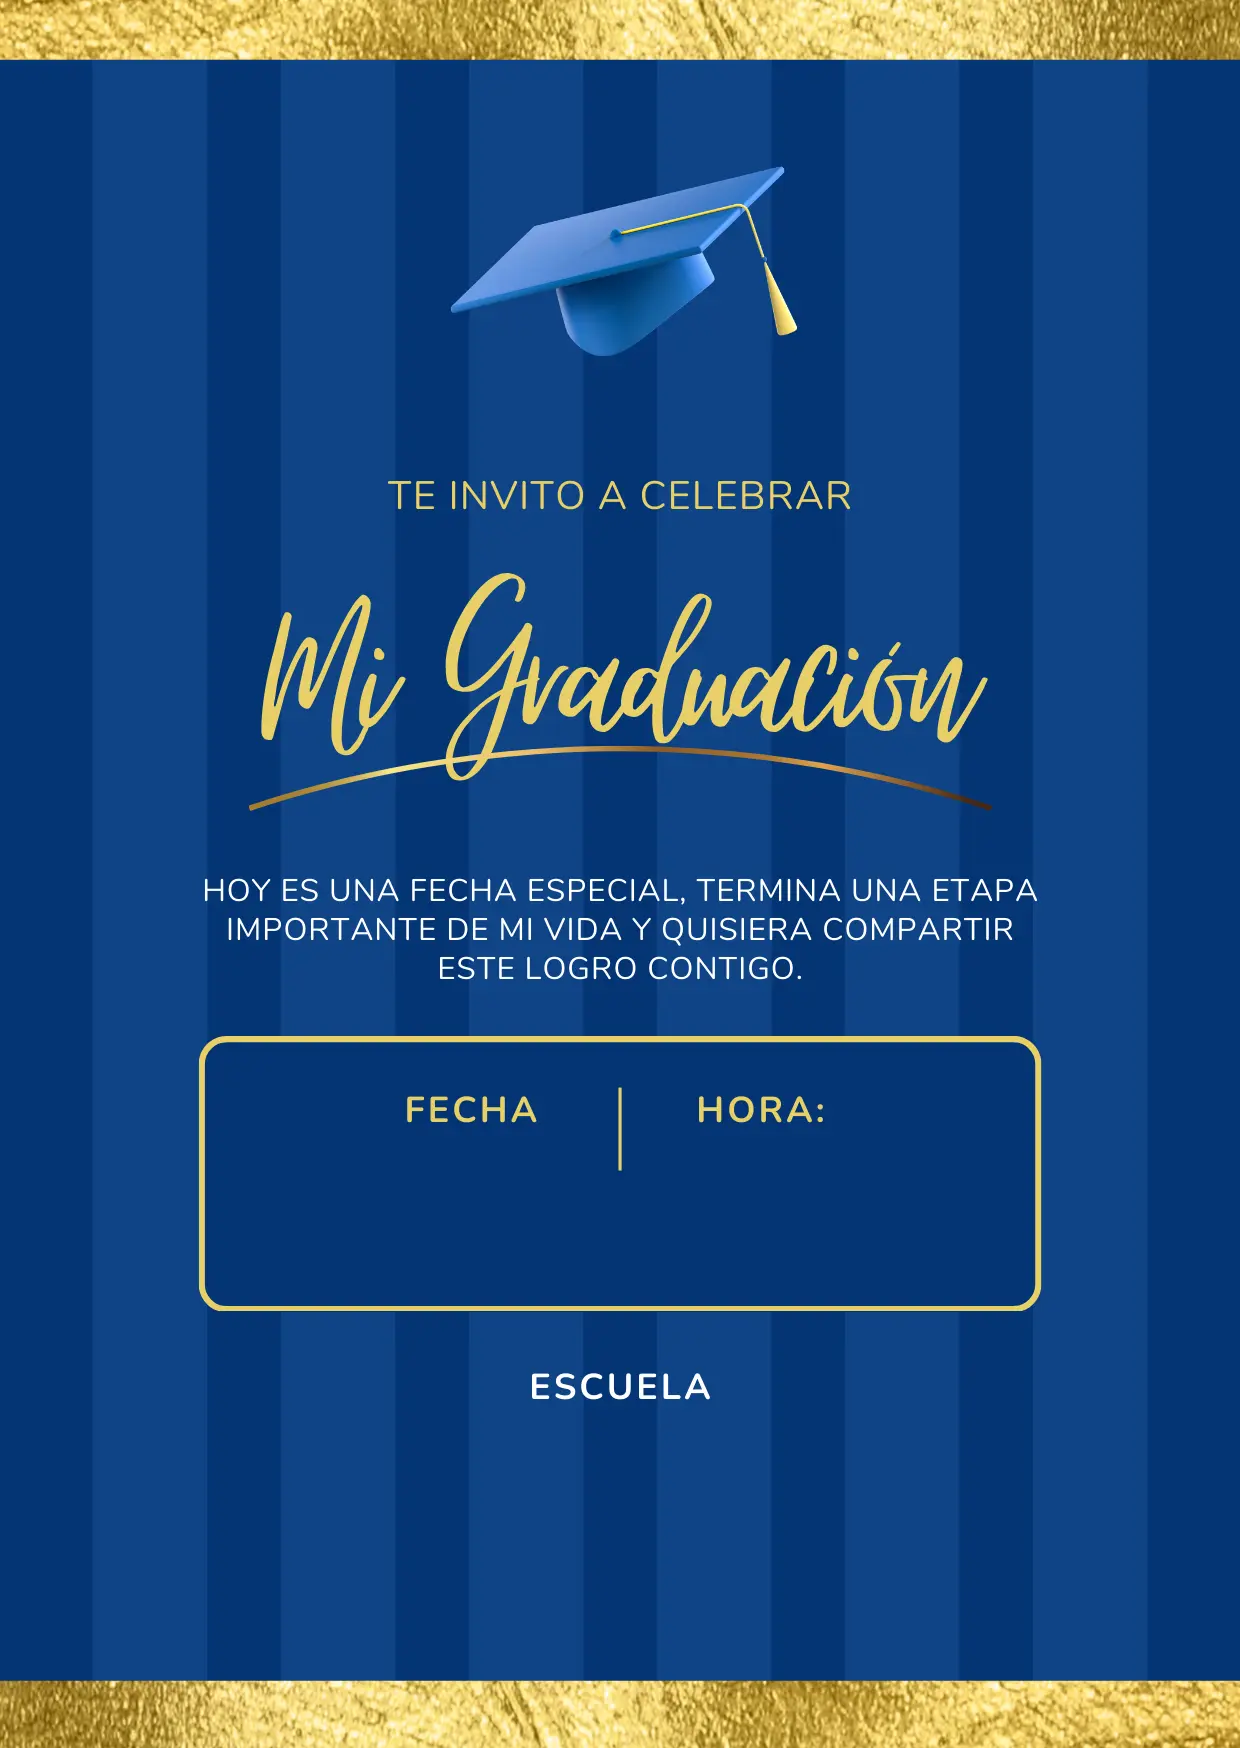 TE INVITO A CELEBRAR
Mi Graduación
HOY ES UNA FECHA ESPECIAL, TERMINA UNA ETAPA
IMPORTANTE DE MI VIDA Y QUISIERA COMPARTIR
ESTE LOGRO CONTIGO.
FECHA
HORA:
ESCUELA